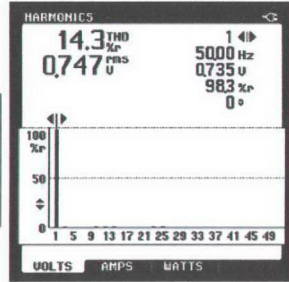 HARMONICS
14.3 THD %r
0,747 rms U
1
50,00 Hz
0,735 U
98,3 %r
0 °
100
%r
50
0
1 5 9 13 17 21 25 29 33 37 41 45 49
VOLTS AMPS WATTS